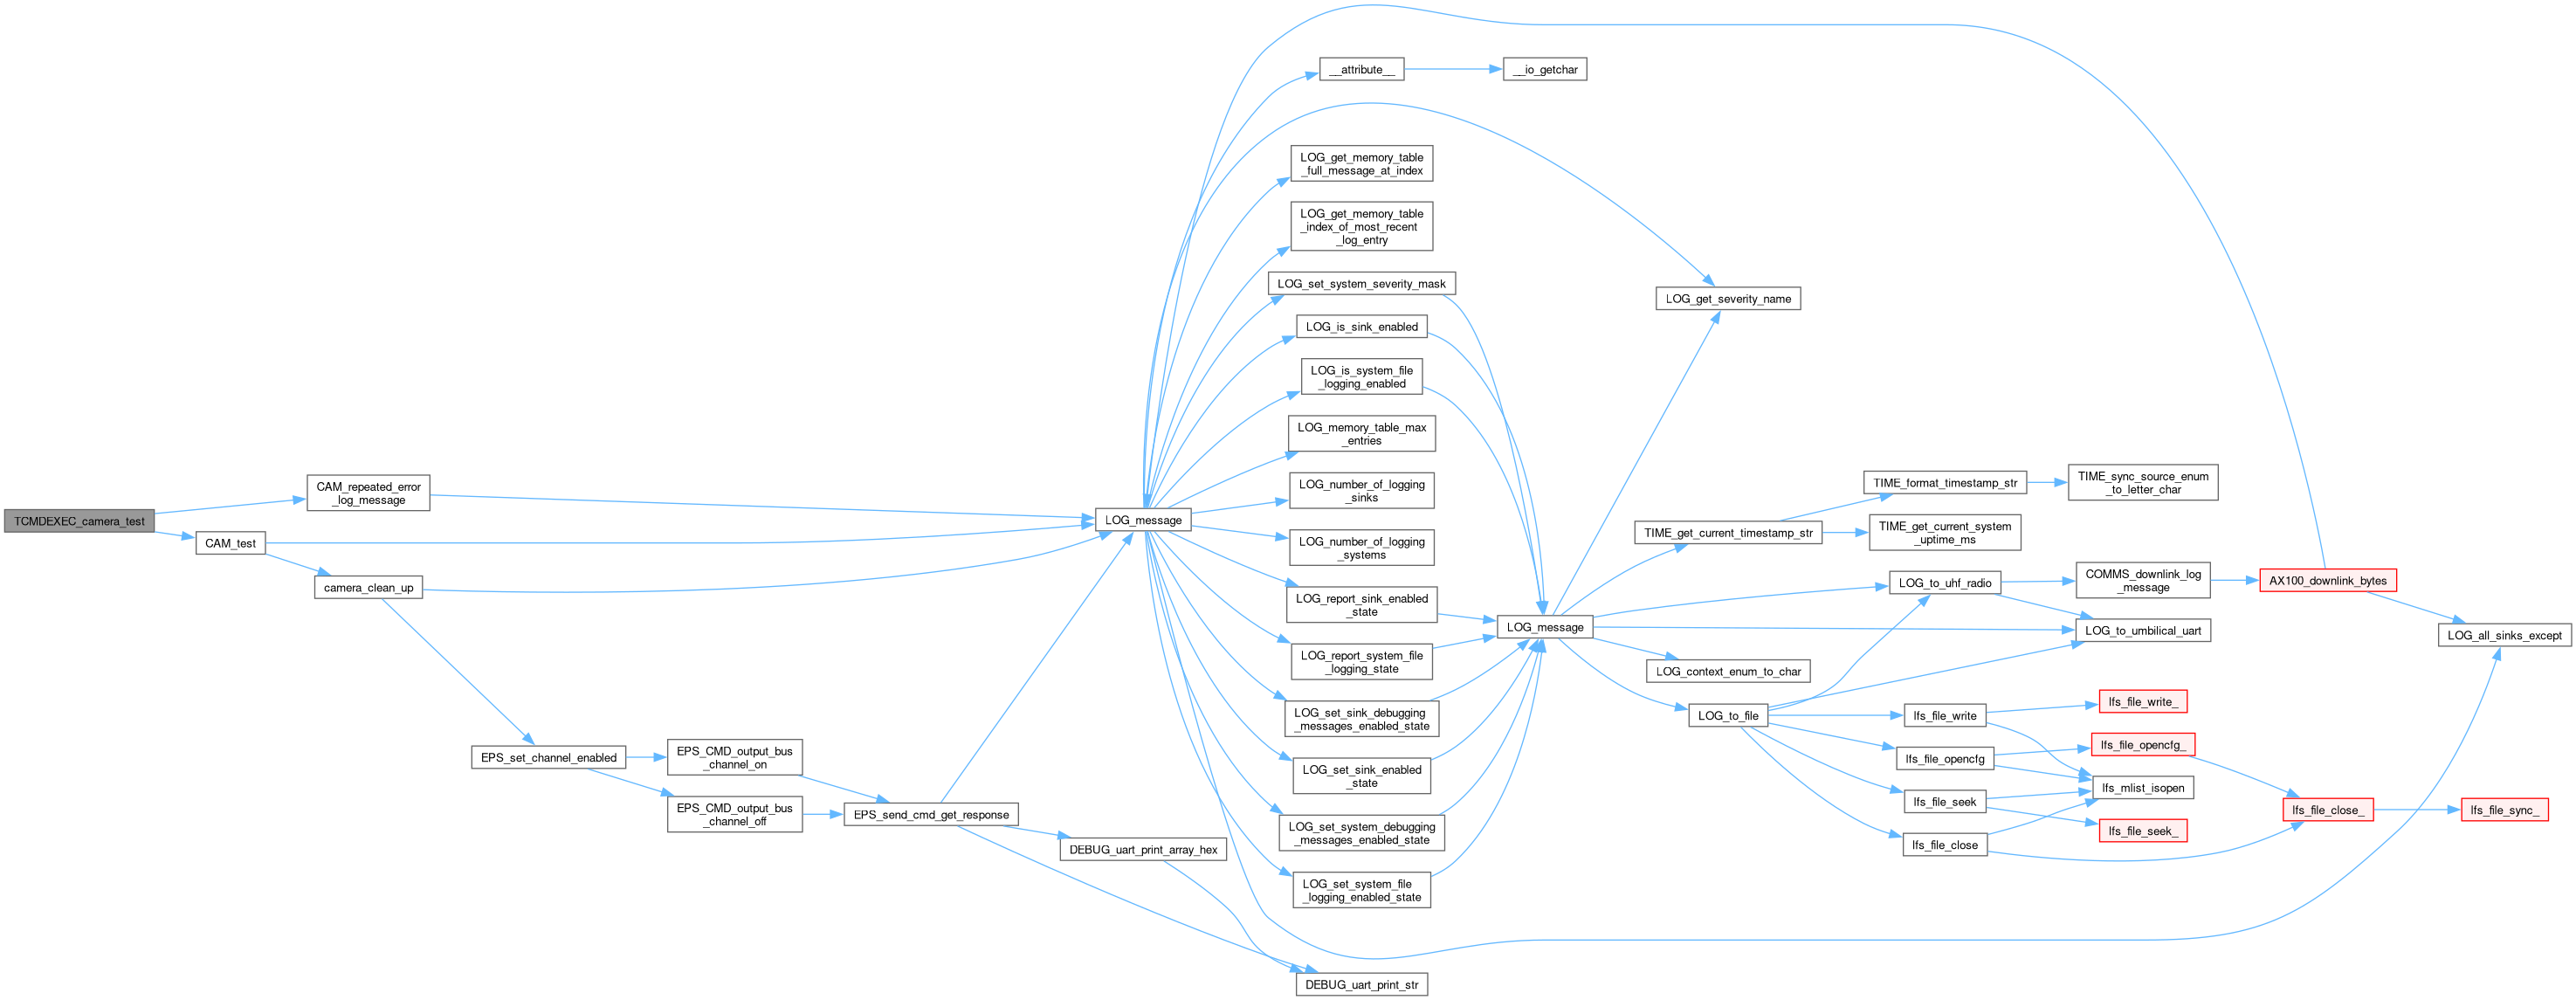 TCMDEXEC_camera_test
CAM_repeated_error
_log_message
CAM_test
camera_clean_up
EPS_set_channel_enabled
EPS_CMD_output_bus
_channel_on
EPS_CMD_output_bus
_channel_off
EPS_send_cmd_get_response
DEBUG_uart_print_array_hex
LOG_message
__attribute__
__io_getchar
LOG_get_memory_table
_full_message_at_index
LOG_get_memory_table
_index_of_most_recent
_log_entry
LOG_set_system_severity_mask
LOG_is_sink_enabled
LOG_is_system_file
_logging_enabled
LOG_memory_table_max
_entries
LOG_number_of_logging
_sinks
LOG_number_of_logging
_systems
LOG_report_sink_enabled
_state
LOG_report_system_file
_logging_state
LOG_set_sink_debugging
_messages_enabled_state
LOG_set_sink_enabled
_state
LOG_set_system_debugging
_messages_enabled_state
LOG_set_system_file
_logging_enabled_state
DEBUG_uart_print_str
LOG_message
LOG_get_severity_name
TIME_get_current_timestamp_str
LOG_context_enum_to_char
LOG_to_file
TIME_format_timestamp_str
TIME_get_current_system
_uptime_ms
LOG_to_uhf_radio
lfs_file_write
lfs_file_opencfg
lfs_file_seek
lfs_file_close
TIME_sync_source_enum
_to_letter_char
COMMS_downlink_log
_message
LOG_to_umbilical_uart
lfs_file_write_
lfs_file_opencfg_
lfs_mlist_isopen
lfs_file_seek_
AX100_downlink_bytes
lfs_file_close_
LOG_all_sinks_except
lfs_file_sync_